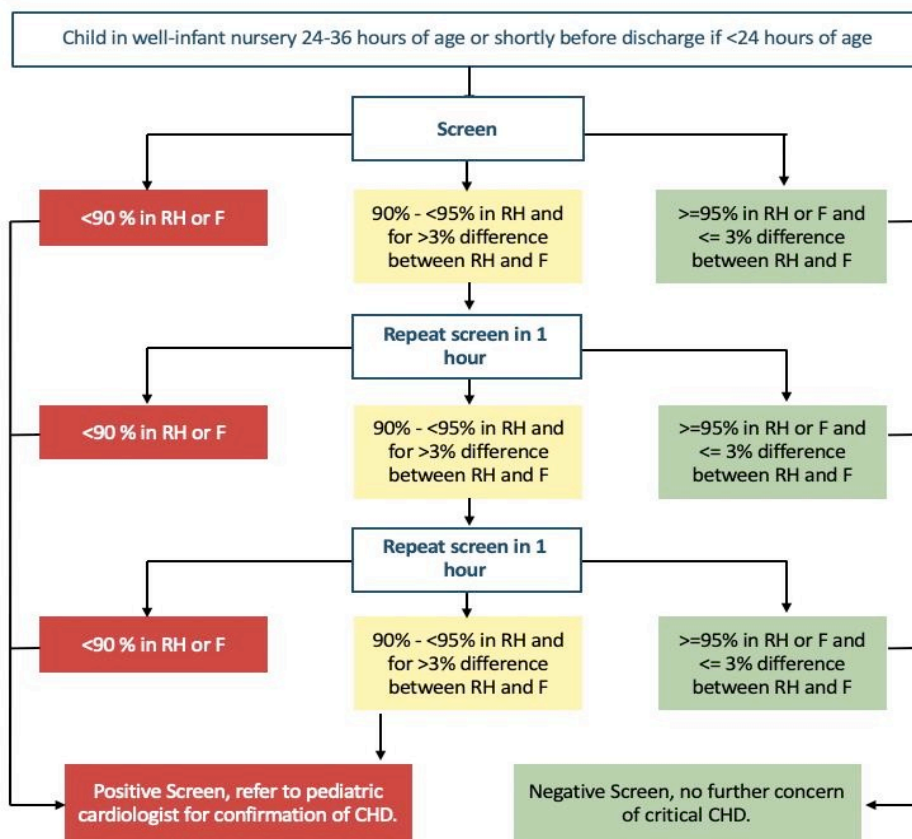 Child in well-infant nursery 24-36 hours of age or shortly before discharge if <24 hours of age
Screen
<90 % in RH or F
90% - <95% in RH and
for >3% difference
between RH and F
>=95% in RH or F and
<= 3% difference
between RH and F
Repeat screen in 1
hour
<90 % in RH or F
90% - <95% in RH and
for >3% difference
between RH and F
>=95% in RH or F and
<= 3% difference
between RH and F
Repeat screen in 1
hour
<90 % in RH or F
90% - <95% in RH and
for >3% difference
between RH and F
>=95% in RH or F and
<= 3% difference
between RH and F
Positive Screen, refer to pediatric
cardiologist for confirmation of CHD.
Negative Screen, no further concern
of critical CHD.